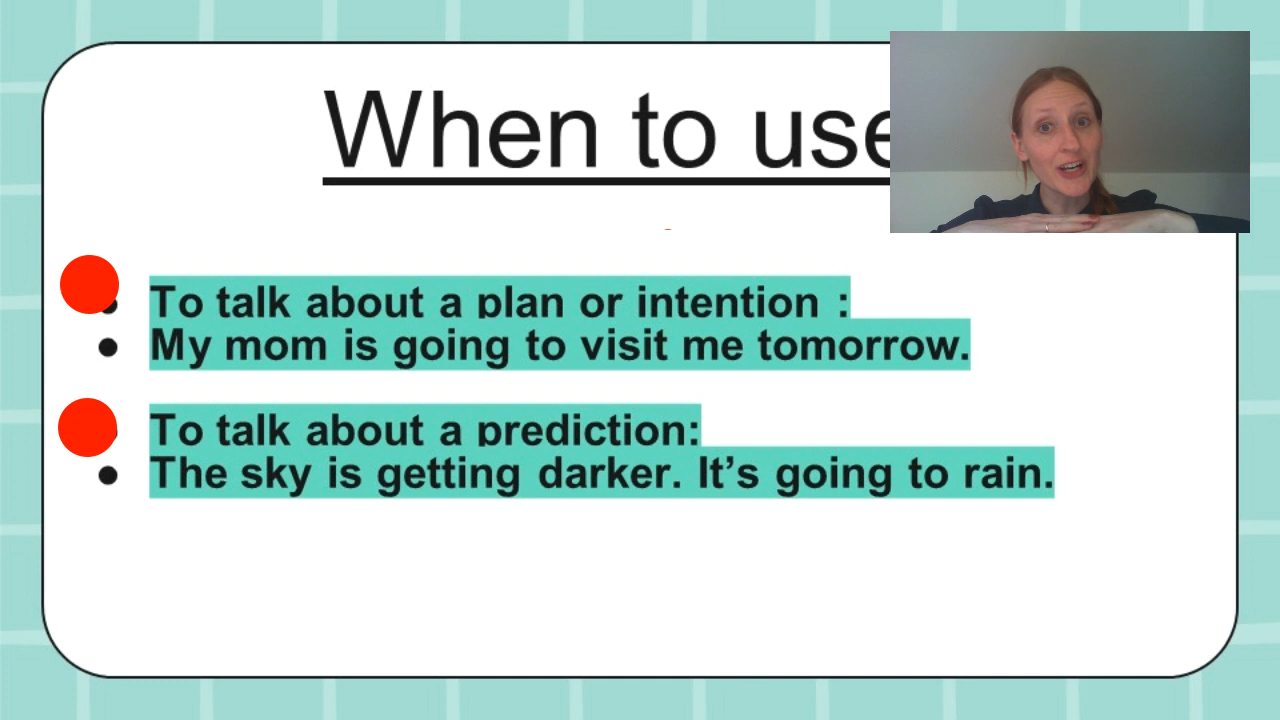 When to use
To talk about a plan or intention :
My mom is going to visit me tomorrow.
To talk about a prediction:
The sky is getting darker. It’s going to rain.